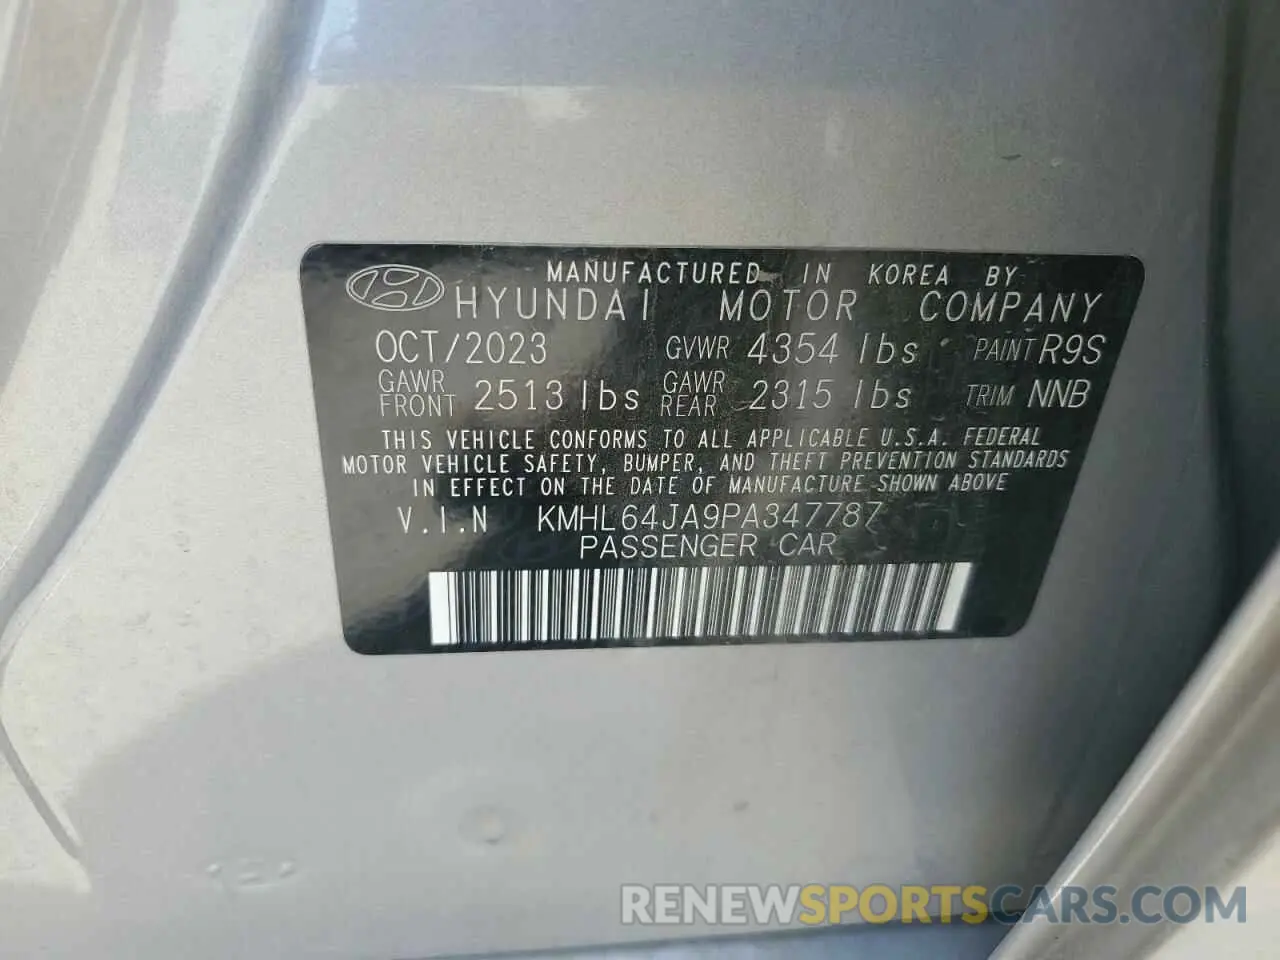 MANUFACTURED IN KOREA BY
HYUNDAI MOTOR COMPANY
OCT/2023 GVWR 4354 lbs PAINT R9S
GAWR FRONT 2513 lbs GAWR REAR 2315 lbs TRIM NNB
THIS VEHICLE CONFORMS TO ALL APPLICABLE U.S.A. FEDERAL
MOTOR VEHICLE SAFETY, BUMPER, AND THEFT PREVENTION STANDARDS
IN EFFECT ON THE DATE OF MANUFACTURE SHOWN ABOVE
V.I.N KMHL64JA9PA347787
PASSENGER CAR
RENEWSPORTSCARS.COM